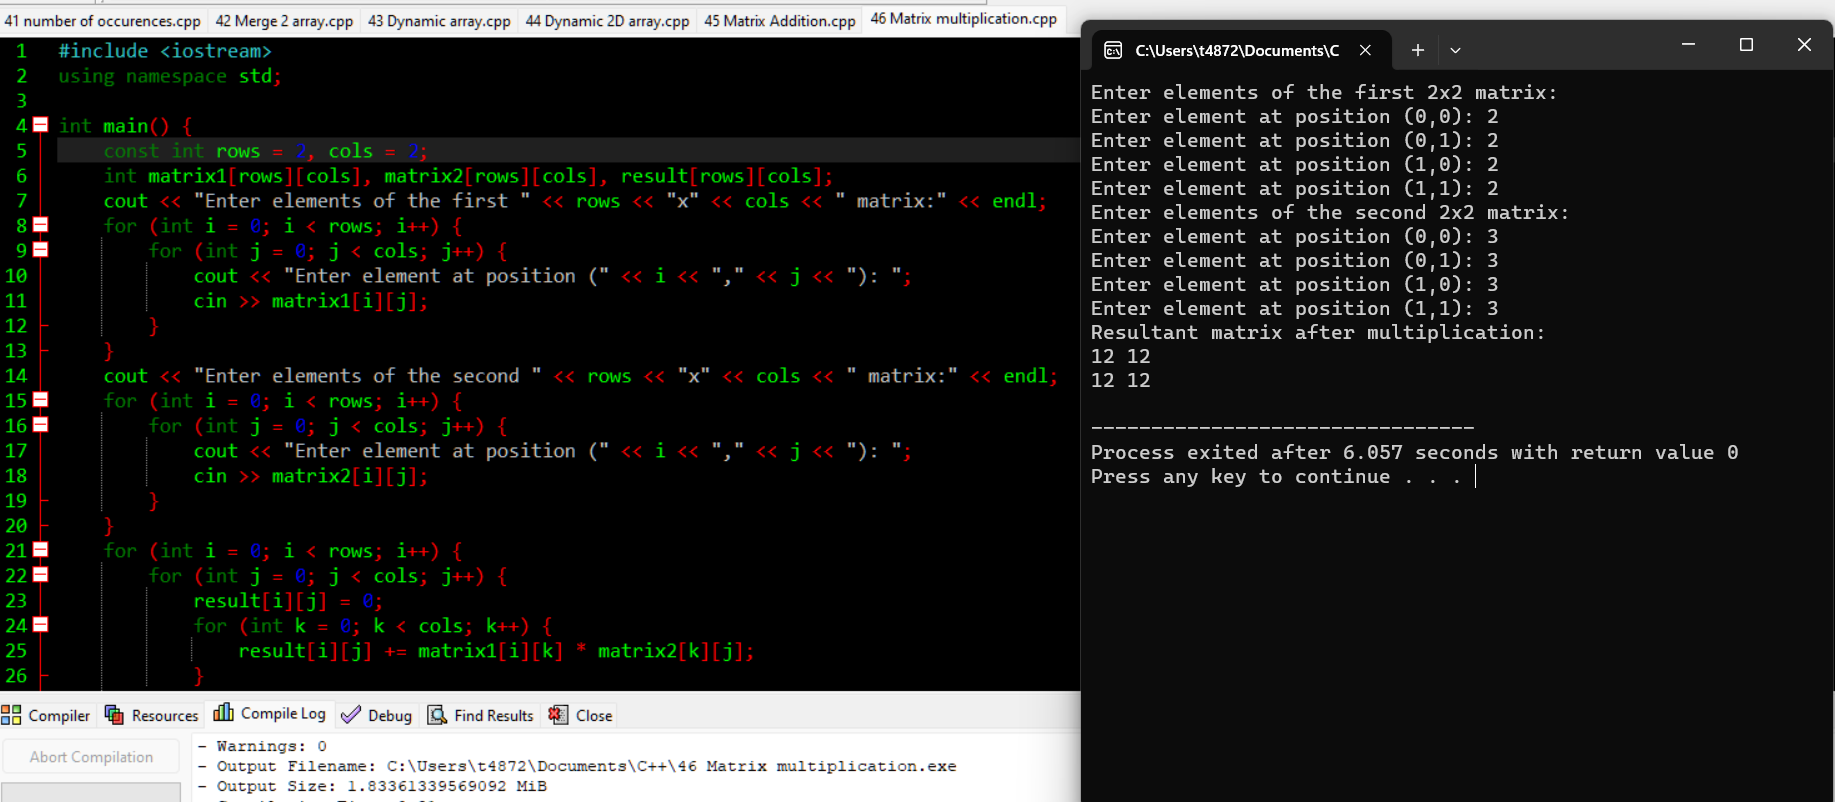 41 number of occurences.cpp 42 Merge 2 array.cpp 43 Dynamic array.cpp 44 Dynamic 2D array.cpp 45 Matrix Addition.cpp 46 Matrix multiplication.cpp
1 #include <iostream>
2 using namespace std;
3
4 int main() {
5 const int rows = 2, cols = 2;
6 int matrix1[rows][cols], matrix2[rows][cols], result[rows][cols];
7 cout << "Enter elements of the first " << rows << "x" << cols << " matrix:" << endl;
8 for (int i = 0; i < rows; i++) {
9 for (int j = 0; j < cols; j++) {
10 cout << "Enter element at position (" << i << "," << j << "): ";
11 cin >> matrix1[i][j];
12 }
13 }
14 cout << "Enter elements of the second " << rows << "x" << cols << " matrix:" << endl;
15 for (int i = 0; i < rows; i++) {
16 for (int j = 0; j < cols; j++) {
17 cout << "Enter element at position (" << i << "," << j << "): ";
18 cin >> matrix2[i][j];
19 }
20 }
21 for (int i = 0; i < rows; i++) {
22 for (int j = 0; j < cols; j++) {
23 result[i][j] = 0;
24 for (int k = 0; k < cols; k++) {
25 result[i][j] += matrix1[i][k] * matrix2[k][j];
26 }
Compiler Resources Compile Log Debug Find Results Close
Abort Compilation
- Warnings: 0
- Output Filename: C:\Users\t4872\Documents\C++\46 Matrix multiplication.exe
- Output Size: 1.83361339569092 MiB
C:\Users\t4872\Documents\C
Enter elements of the first 2x2 matrix:
Enter element at position (0,0): 2
Enter element at position (0,1): 2
Enter element at position (1,0): 2
Enter element at position (1,1): 2
Enter elements of the second 2x2 matrix:
Enter element at position (0,0): 3
Enter element at position (0,1): 3
Enter element at position (1,0): 3
Enter element at position (1,1): 3
Resultant matrix after multiplication:
12 12
12 12
--------------------------------
Process exited after 6.057 seconds with return value 0
Press any key to continue . . .